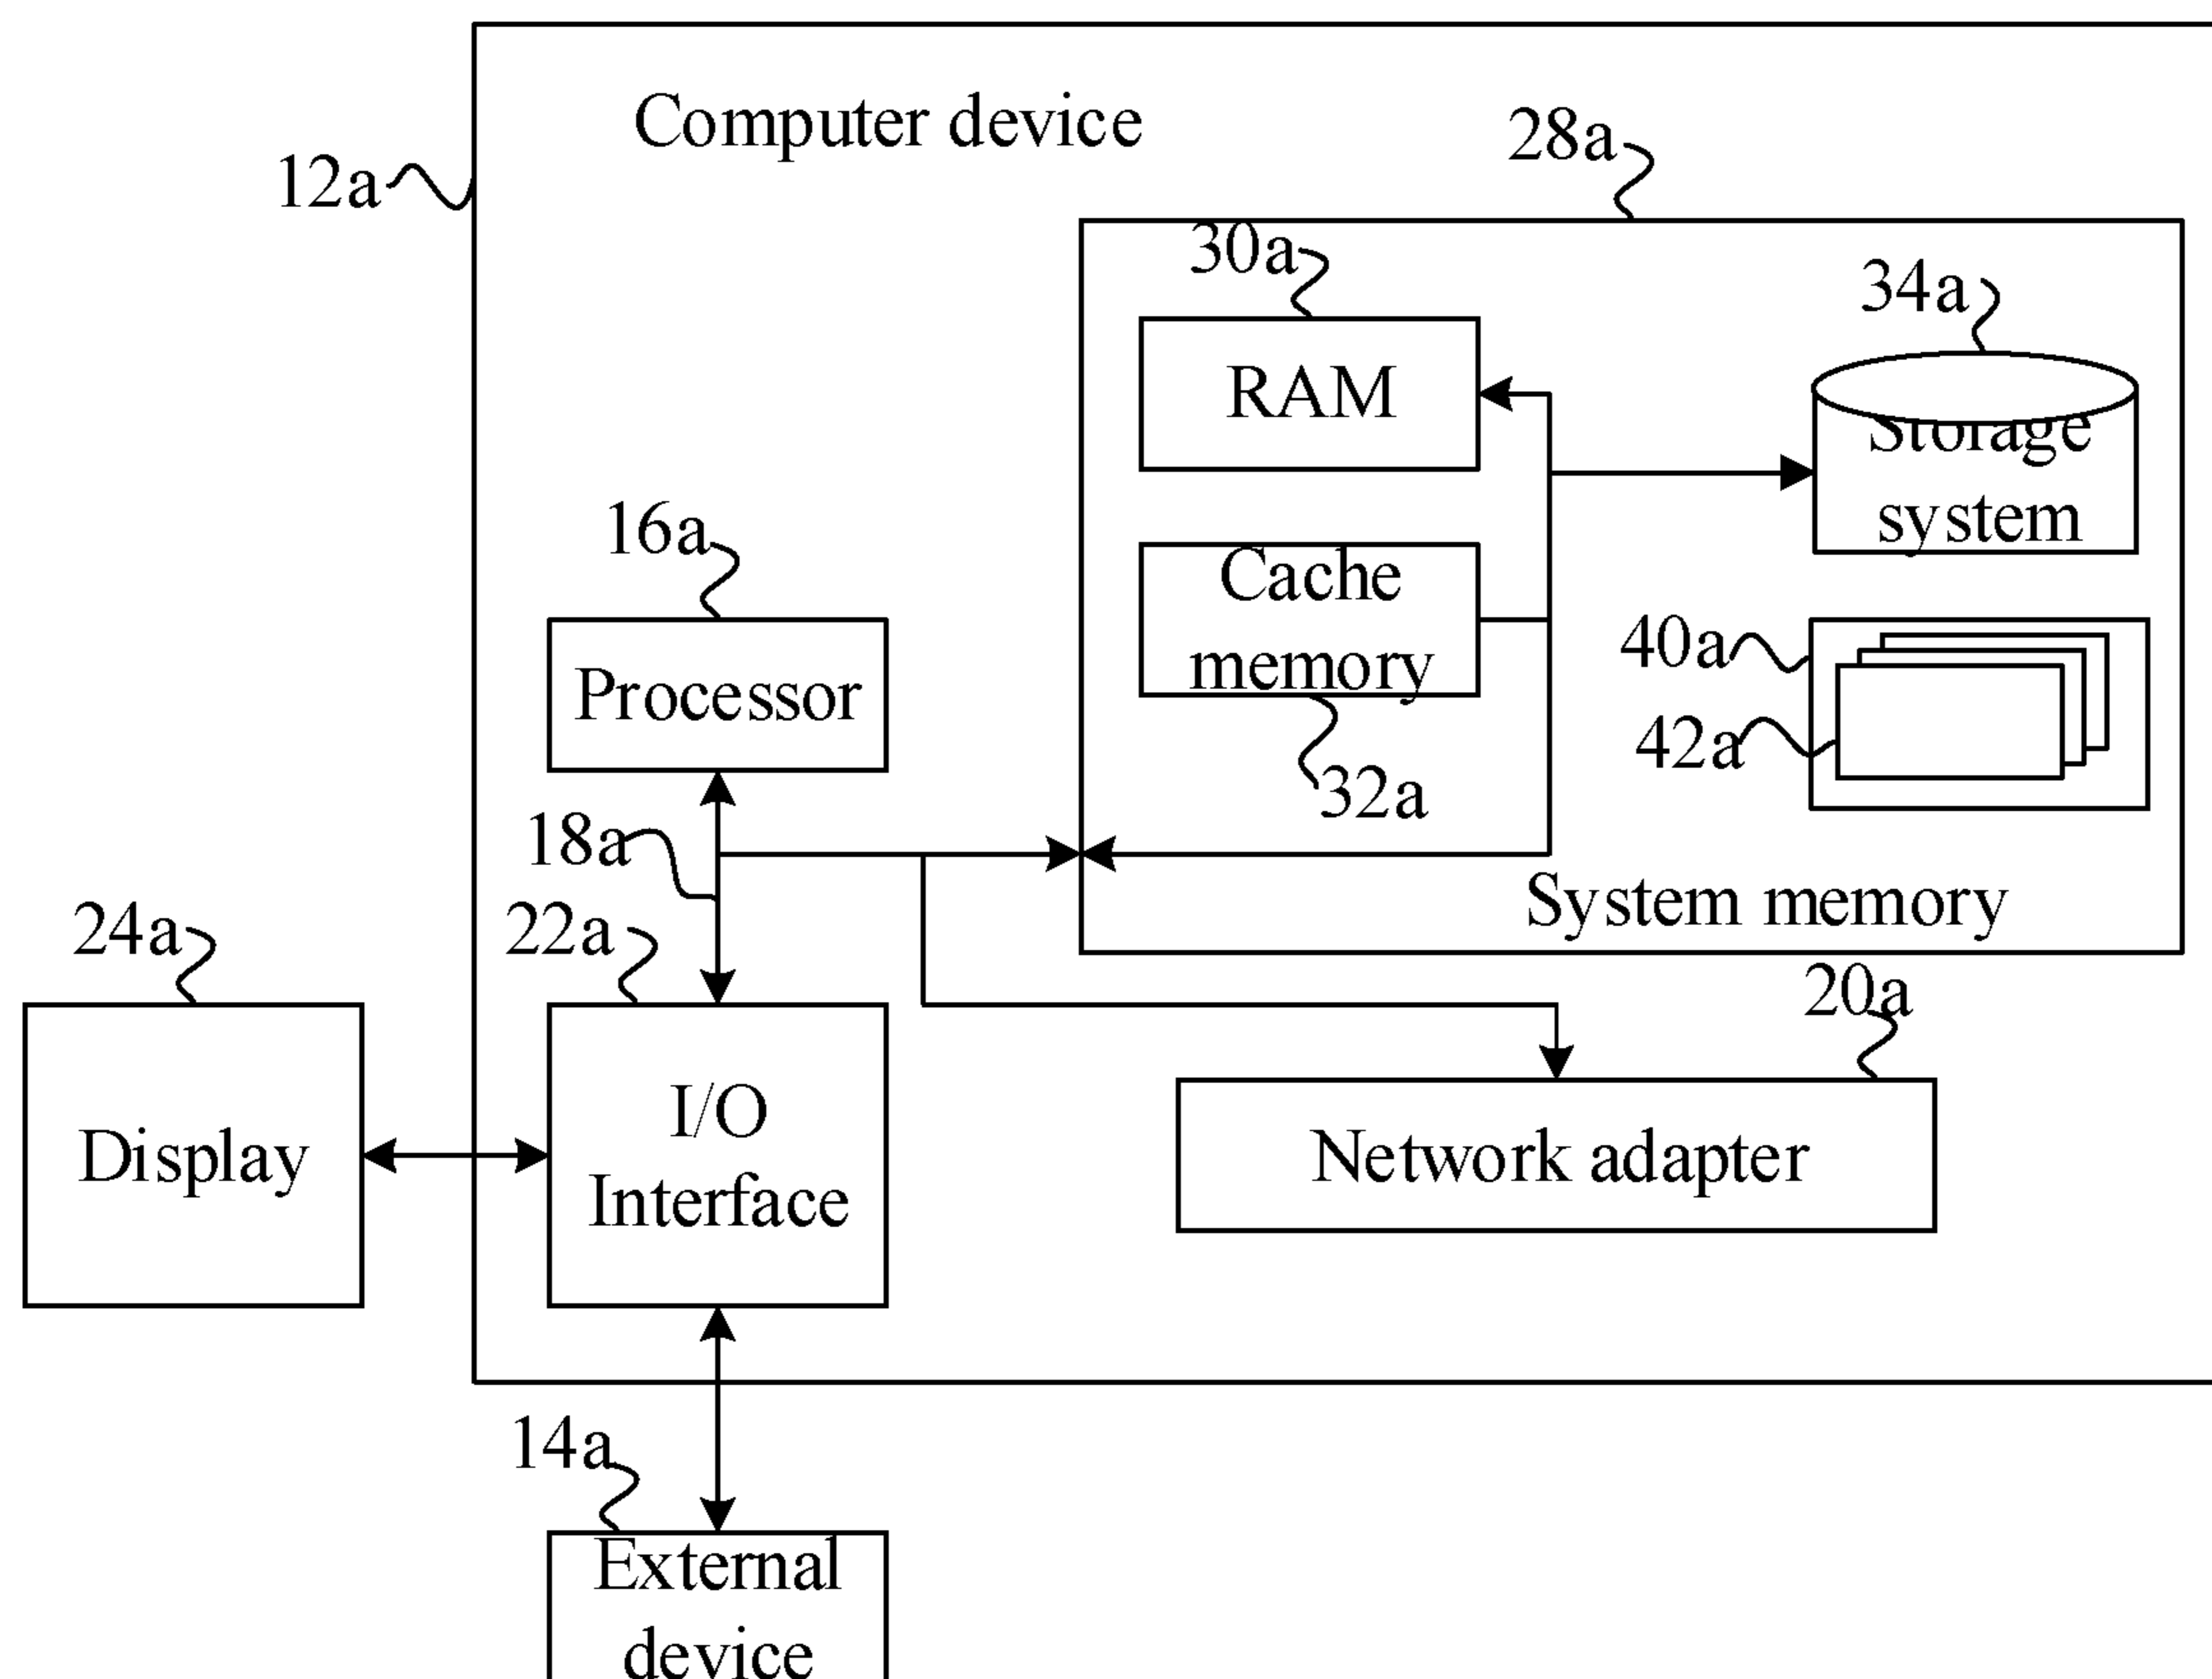 Computer device
28a
12a
30a
34a
RAM
Storage
system
16a
Cache
memory
40a
Processor
42a
32a
18a
System memory
24a
22a
20a
I/O
Interface
Display
Network adapter
14a
External
device